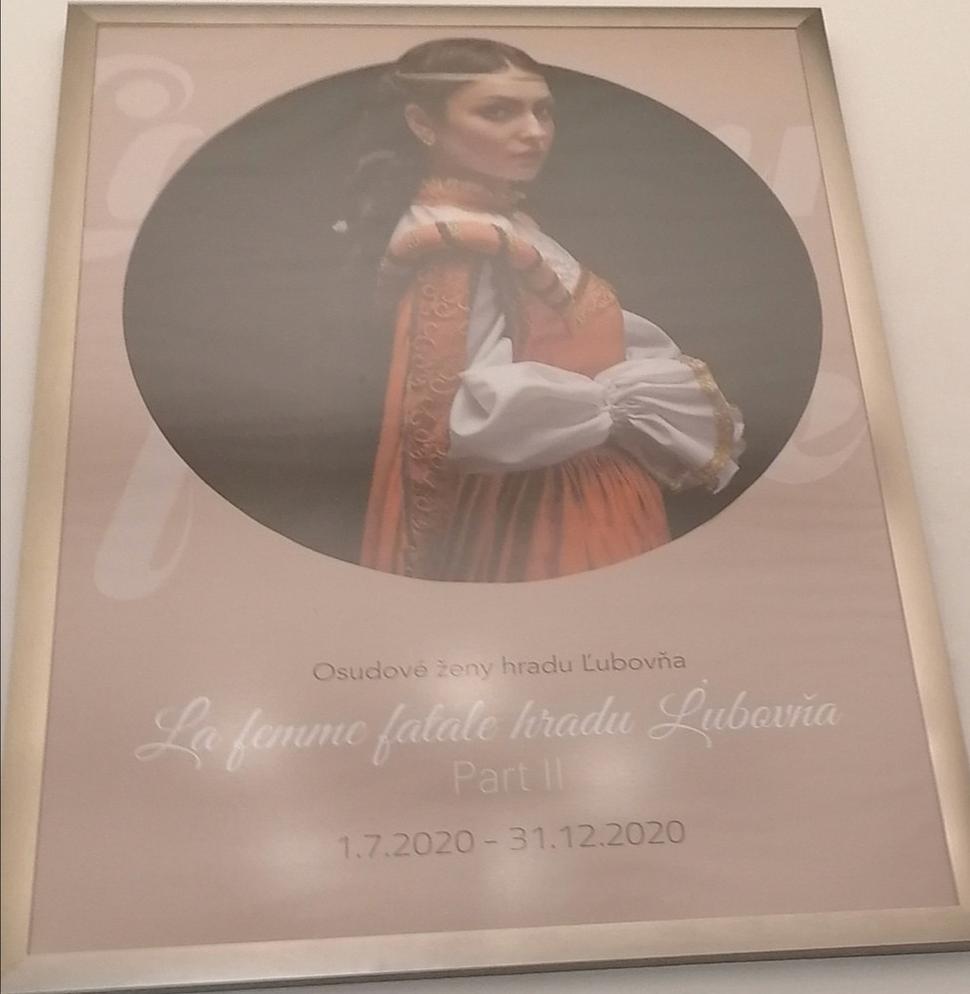 Osudové ženy hradu Ľubovňa
La femme fatale hradu Ľubovňa
Part II
1.7.2020 - 31.12.2020